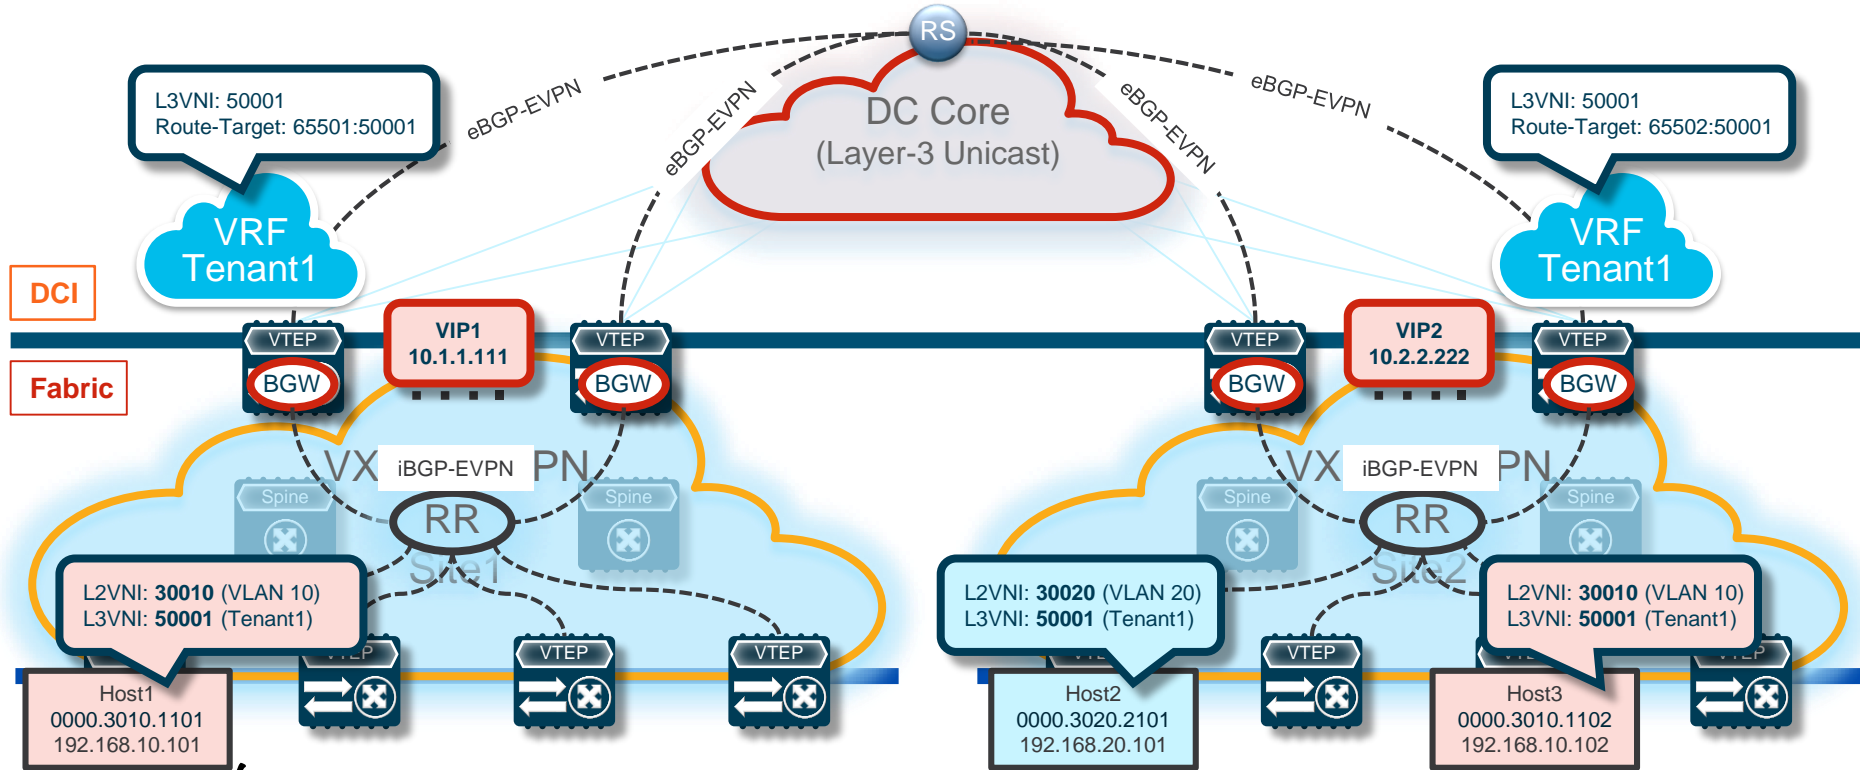 RS
eBGP-EVPN
eBGP-EVPN
eBGP-EVPN
eBGP-EVPN
DC Core
(Layer-3 Unicast)
L3VNI: 50001
Route-Target: 65501:50001
L3VNI: 50001
Route-Target: 65502:50001
VRF
Tenant1
VRF
Tenant1
DCI
Fabric
VTEP
BGW
VIP1
10.1.1.111
VTEP
BGW
VTEP
BGW
VIP2
10.2.2.222
VTEP
BGW
VX
iBGP-EVPN
PN
VX
iBGP-EVPN
PN
Spine
RR
Spine
Spine
RR
Spine
Site1
Site2
L2VNI: 30010 (VLAN 10)
L3VNI: 50001 (Tenant1)
L2VNI: 30020 (VLAN 20)
L3VNI: 50001 (Tenant1)
L2VNI: 30010 (VLAN 10)
L3VNI: 50001 (Tenant1)
VTEP
VTEP
VTEP
VTEP
VTEP
Host1
0000.3010.1101
192.168.10.101
Host2
0000.3020.2101
192.168.20.101
Host3
0000.3010.1102
192.168.10.102